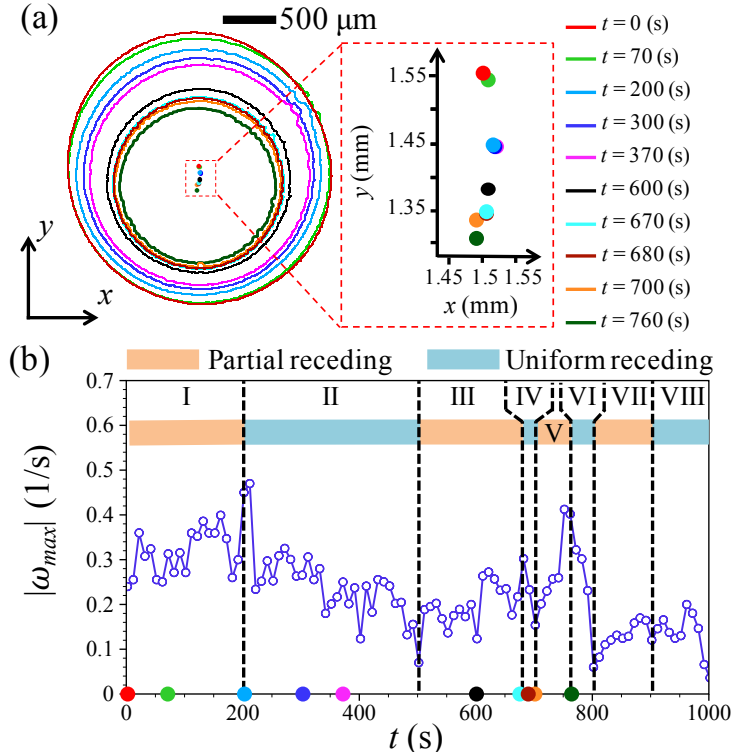 (a)
500 μm
t = 0 (s)
t = 70 (s)
t = 200 (s)
t = 300 (s)
t = 370 (s)
t = 600 (s)
t = 670 (s)
t = 680 (s)
t = 700 (s)
t = 760 (s)
y
x
y (mm)
1.55
1.45
1.35
1.45 1.5 1.55
x (mm)
(b)
Partial receding Uniform receding
I II III IV V VI VII VIII
|ω_max| (1/s)
0.7
0.6
0.5
0.4
0.3
0.2
0.1
0
0 200 400 600 800 1000
t (s)